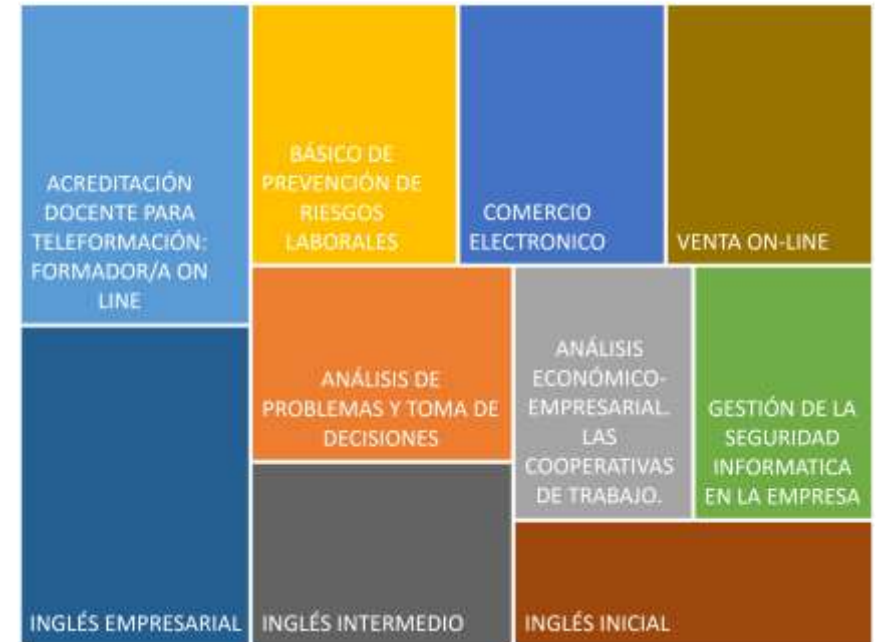 ACREDITACIÓN
DOCENTE PARA
TELEFORMACIÓN:
FORMADOR/A ON
LINE
BÁSICO DE
PREVENCIÓN DE
RIESGOS
LABORALES
COMERCIO
ELECTRONICO
VENTA ON-LINE
INGLÉS EMPRESARIAL
ANÁLISIS DE
PROBLEMAS Y TOMA DE
DECISIONES
ANÁLISIS
ECONÓMICO-
EMPRESARIAL.
LAS
COOPERATIVAS
DE TRABAJO.
GESTIÓN DE LA
SEGURIDAD
INFORMATICA
EN LA EMPRESA
INGLÉS INTERMEDIO
INGLÉS INICIAL